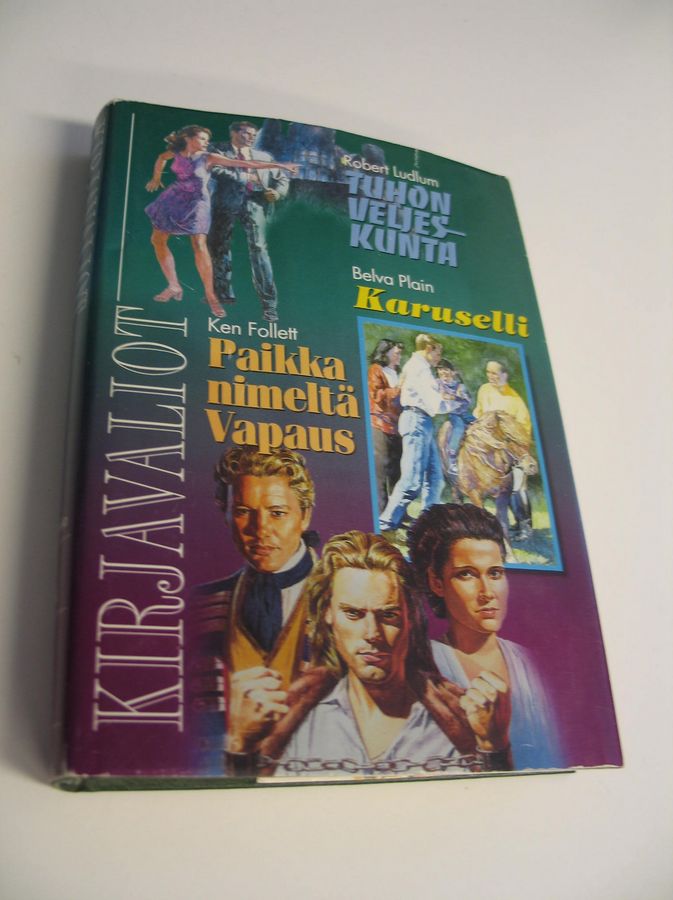 KIRJAVALIOT
Robert Ludlum
TUHON
VELJES-
KUNTA
Belva Plain
Karuselli
Ken Follett
Paikka
nimeltä
Vapaus